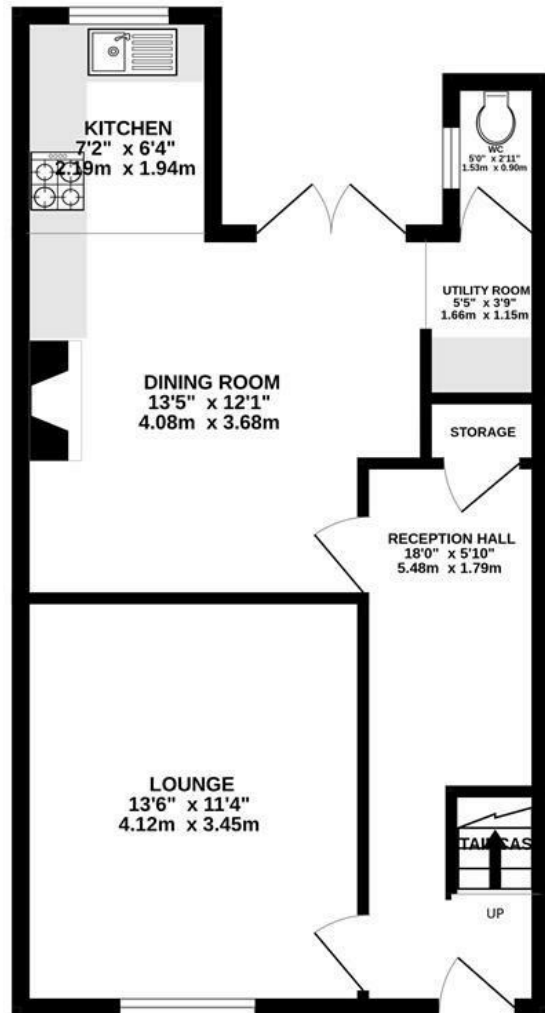 KITCHEN
7'2" x 6'4"
2.19m x 1.94m
WC
5'0" x 2'11"
1.53m x 0.90m
UTILITY ROOM
5'5" x 3'9"
1.66m x 1.15m
DINING ROOM
13'5" x 12'1"
4.08m x 3.68m
STORAGE
RECEPTION HALL
18'0" x 5'10"
5.48m x 1.79m
LOUNGE
13'6" x 11'4"
4.12m x 3.45m
TAIRCAS
UP